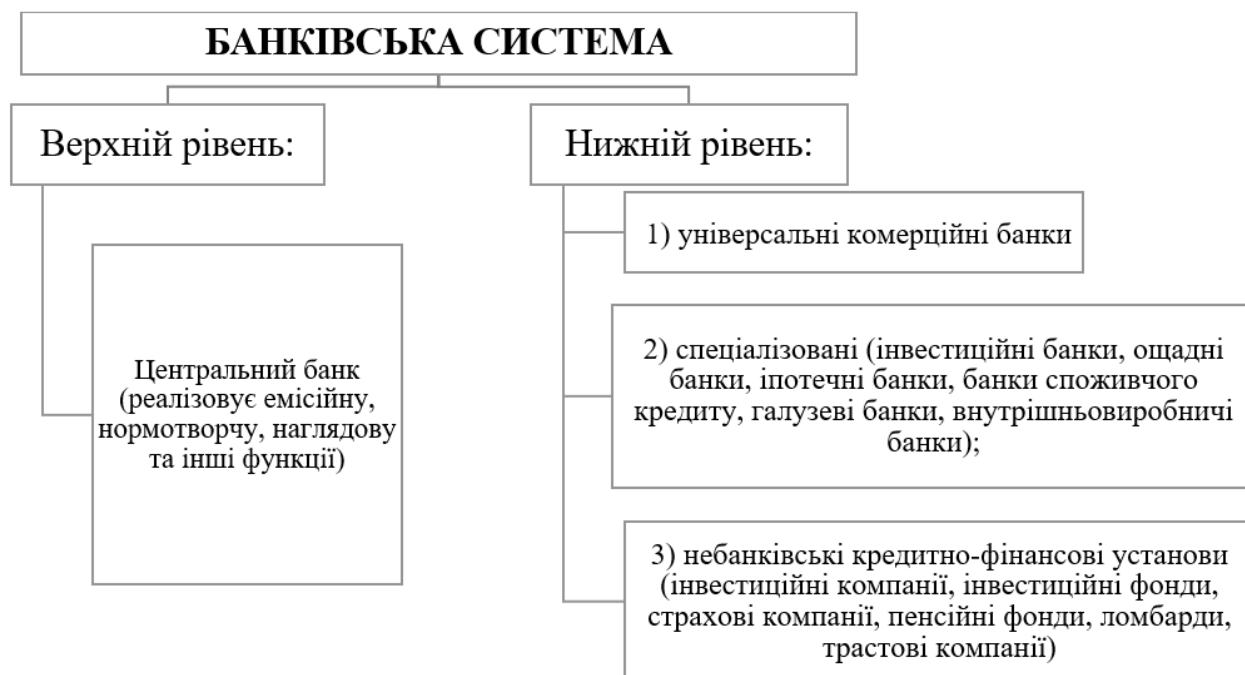 БАНКІВСЬКА СИСТЕМА
Верхній рівень:
Центральний банк
(реалізовує емісійну,
нормотворчу, наглядову
та інші функції)
Нижній рівень:
1) універсальні комерційні банки
2) спеціалізовані (інвестиційні банки, ощадні
банки, іпотечні банки, банки споживчого
кредиту, галузеві банки, внутрішньовиробничі
банки);
3) небанківські кредитно-фінансові установи
(інвестиційні компанії, інвестиційні фонди,
страхові компанії, пенсійні фонди, ломбарди,
трастові компанії)